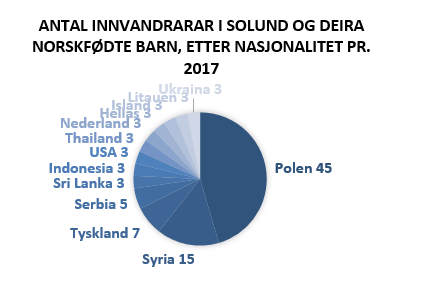 ANTAL INNVANDRARAR I SOLUND OG DEIRA
NORSKFØDTE BARN, ETTER NASJONALITET PR.
2017
Ukraina 3
Litauen 3
Island 3
Hellas 3
Nederland 3
Thailand 3
USA 3
Indonesia 3
Sri Lanka 3
Serbia 5
Tyskland 7
Syria 15
Polen 45